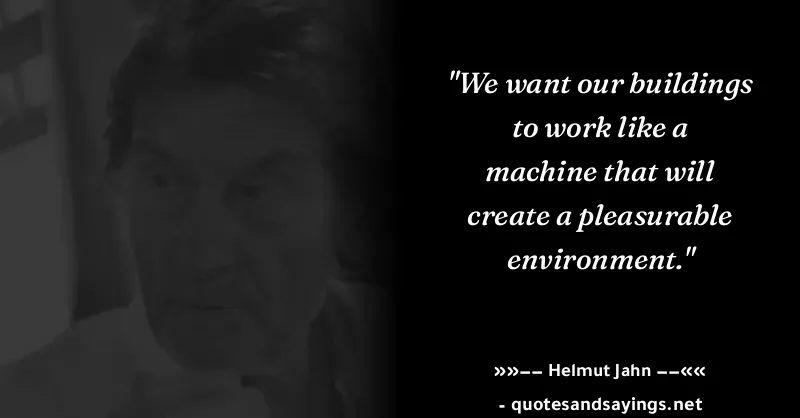 "We want our buildings
to work like a
machine that will
create a pleasurable
environment."
»»−− Helmut Jahn −−««
- quotesandsayings.net